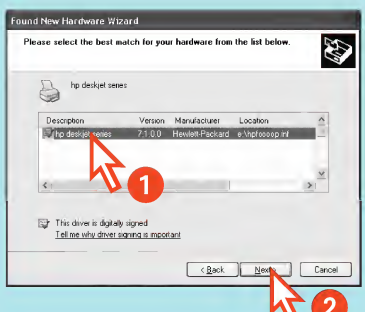 Found New Hardware Wizard
Please select the best match for your hardware from the list below.
hp deskjet series
Description Version Manufacturer Location
hp deskjet series 7.1.0.0 Hewlett-Packard
This driver is digitally signed
Tell me why driver signing is important
< Back Next > Cancel
1
2